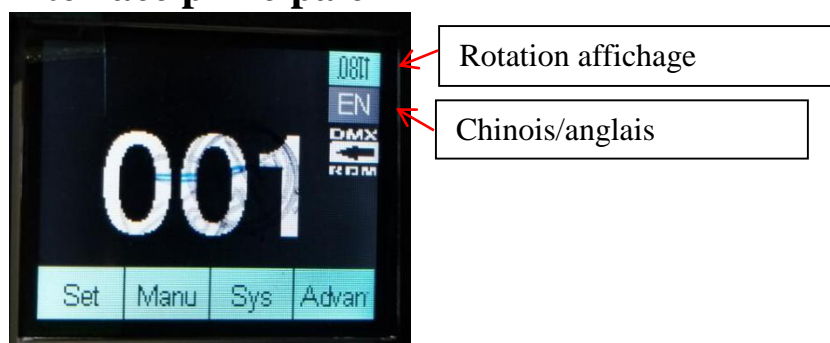 Rotation affichage
EN
Chinois/anglais
DMX
RDM
001
Set Manu Sys Advan